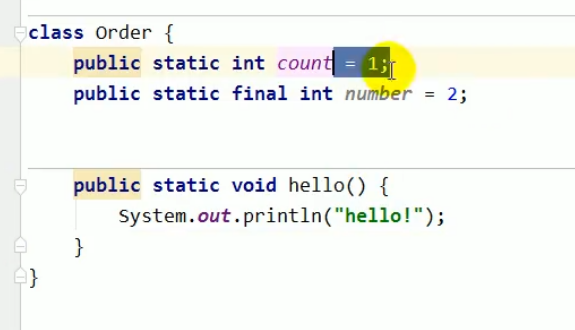 class Order {
public static int count = 1;
public static final int number = 2;
public static void hello() {
System.out.println("hello!");
}
}